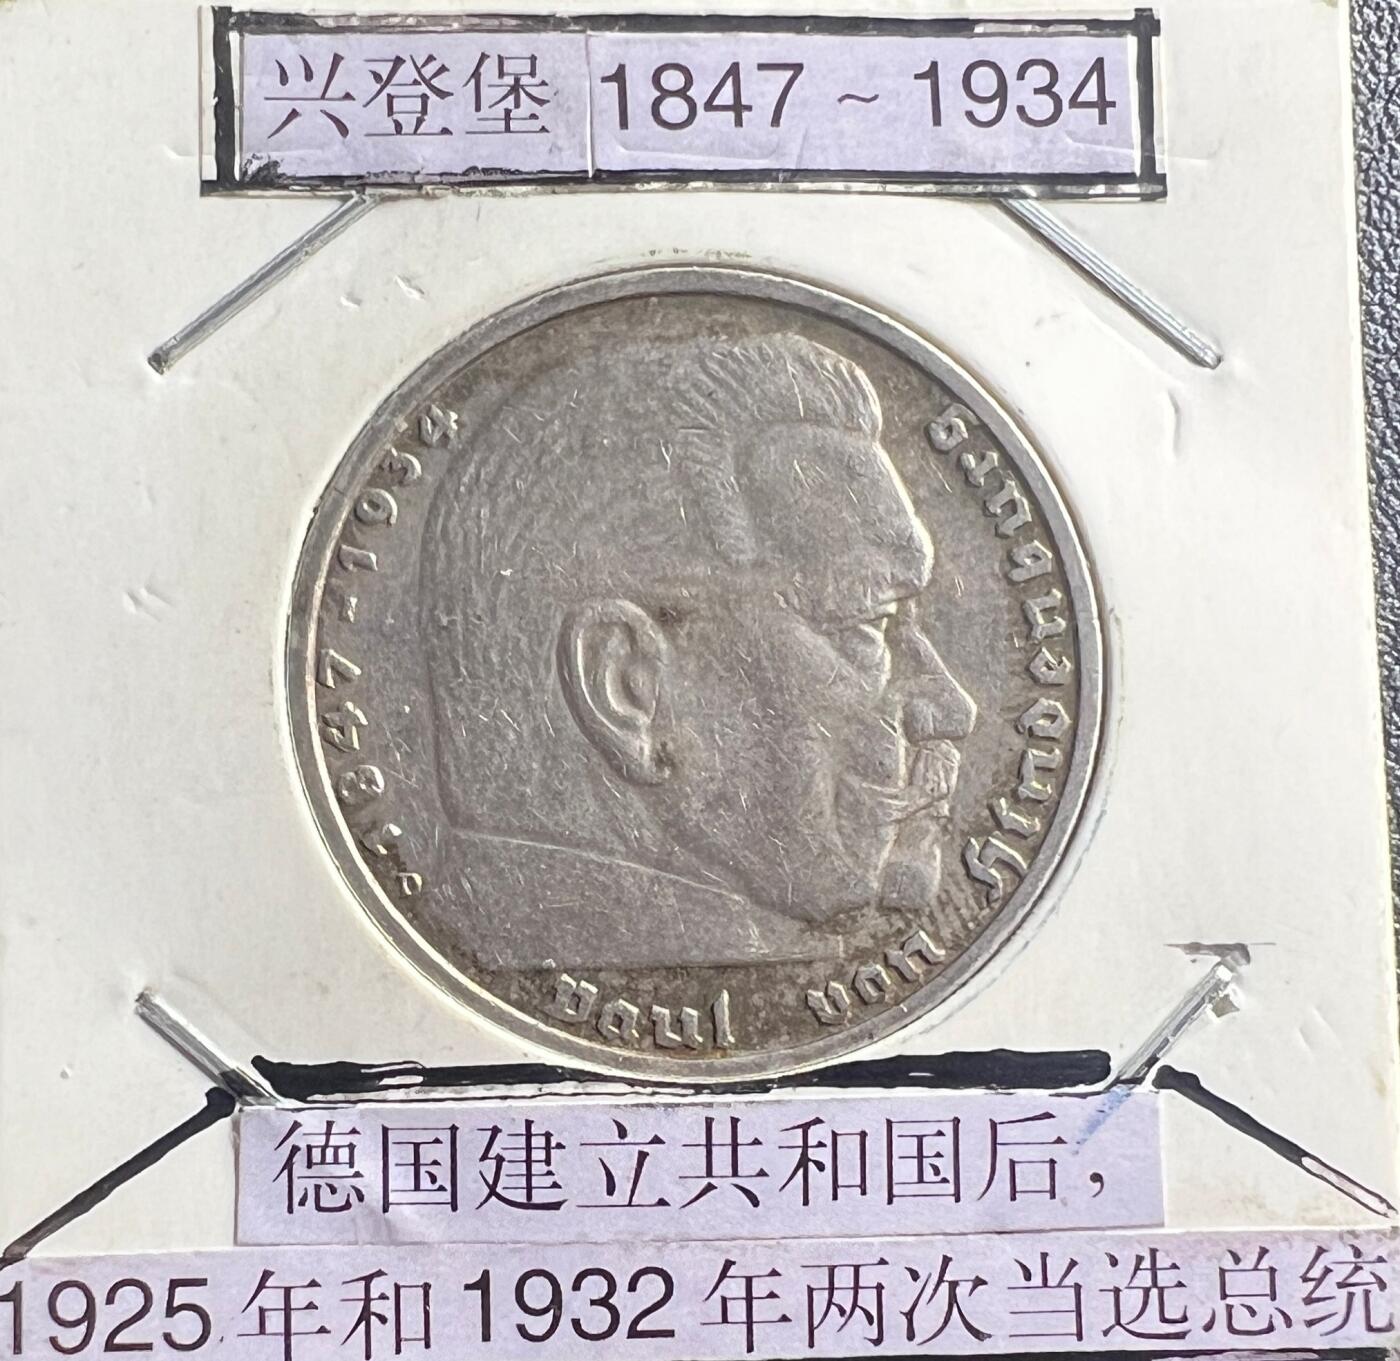 兴登堡 1847 ~ 1934
1847-1934
Paul von Hindenburg
德国建立共和国后，
1925 年和 1932 年两次当选总统